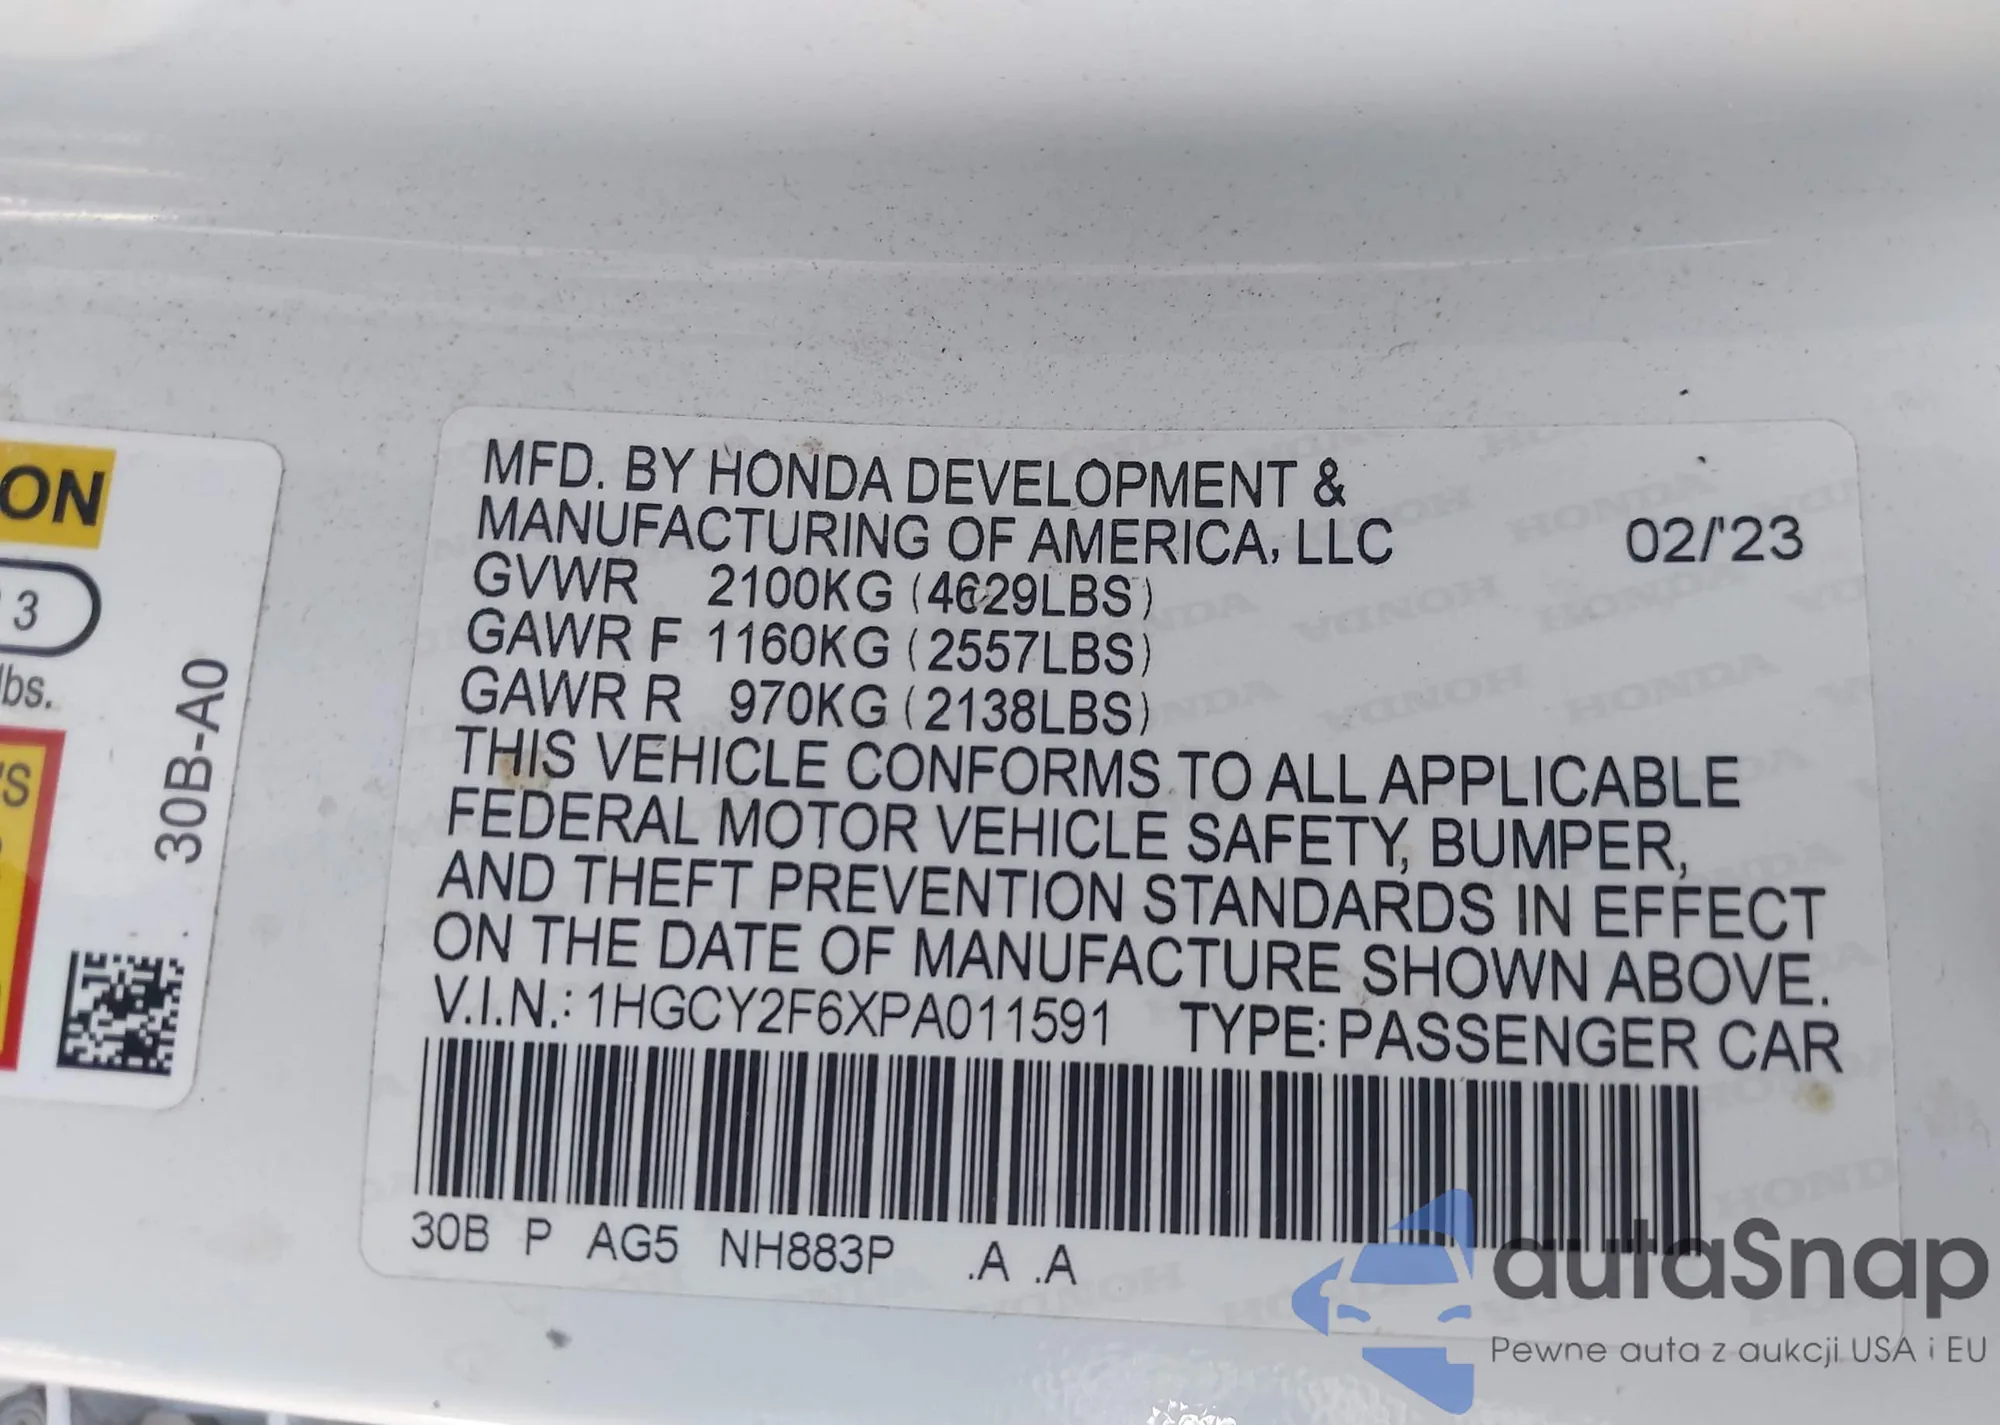 MFD. BY HONDA DEVELOPMENT &
MANUFACTURING OF AMERICA, LLC 02/'23
GVWR 2100KG (4629LBS)
GAWR F 1160KG (2557LBS)
GAWR R 970KG (2138LBS)
THIS VEHICLE CONFORMS TO ALL APPLICABLE
FEDERAL MOTOR VEHICLE SAFETY, BUMPER,
AND THEFT PREVENTION STANDARDS IN EFFECT
ON THE DATE OF MANUFACTURE SHOWN ABOVE.
V.I.N.: 1HGCY2F6XPA011591 TYPE: PASSENGER CAR
30B P AG5 NH883P .A .A
ON
3
lbs.
30B-A0
autaSnap
Pewne auta z aukcji USA i EU